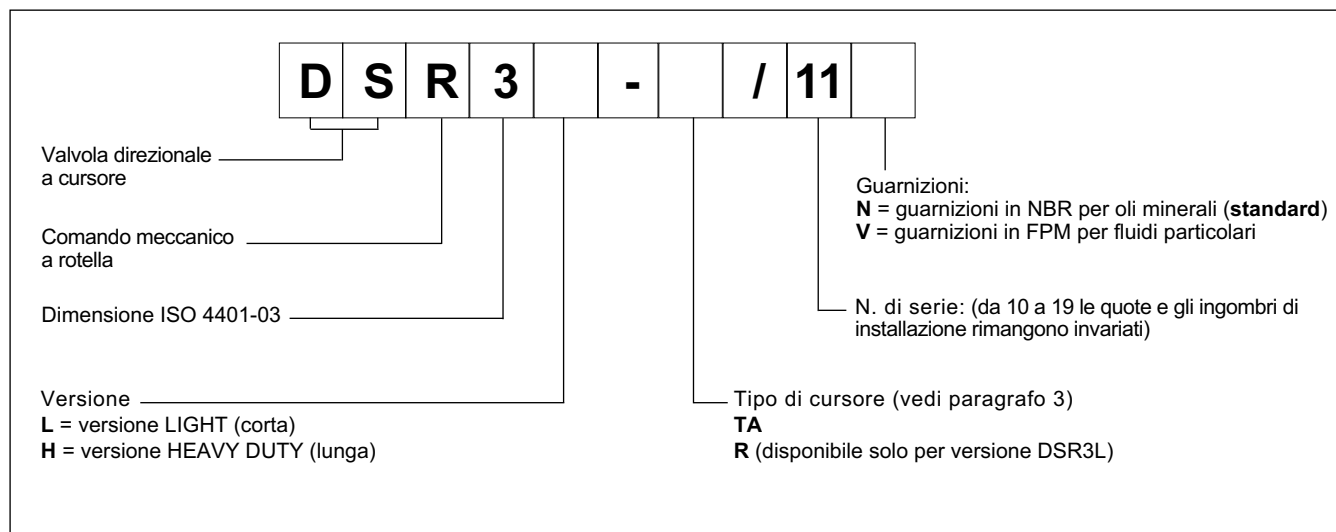 D S R 3 - / 11
Valvola direzionale
a cursore
Comando meccanico
a rotella
Dimensione ISO 4401-03
Versione
L = versione LIGHT (corta)
H = versione HEAVY DUTY (lunga)
Guarnizioni:
N = guarnizioni in NBR per oli minerali (standard)
V = guarnizioni in FPM per fluidi particolari
N. di serie: (da 10 a 19 le quote e gli ingombri di
installazione rimangono invariati)
Tipo di cursore (vedi paragrafo 3)
TA
R (disponibile solo per versione DSR3L)